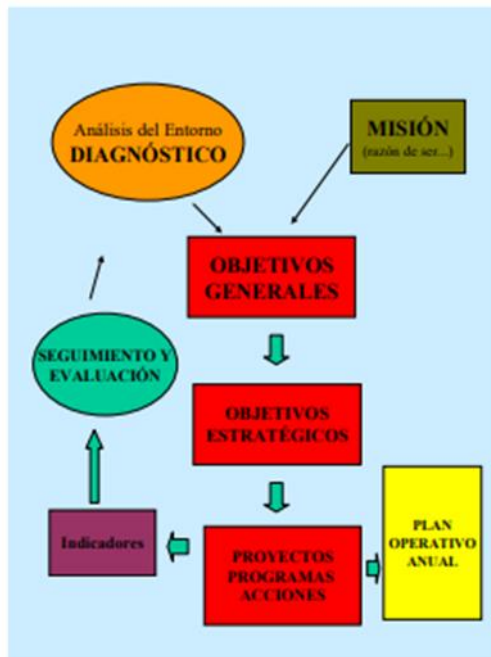 Análisis del Entorno
DIAGNÓSTICO
MISIÓN
(razón de ser...)
OBJETIVOS
GENERALES
SEGUIMIENTO Y
EVALUACIÓN
OBJETIVOS
ESTRATÉGICOS
Indicadores
PROYECTOS
PROGRAMAS
ACCIONES
PLAN
OPERATIVO
ANUAL